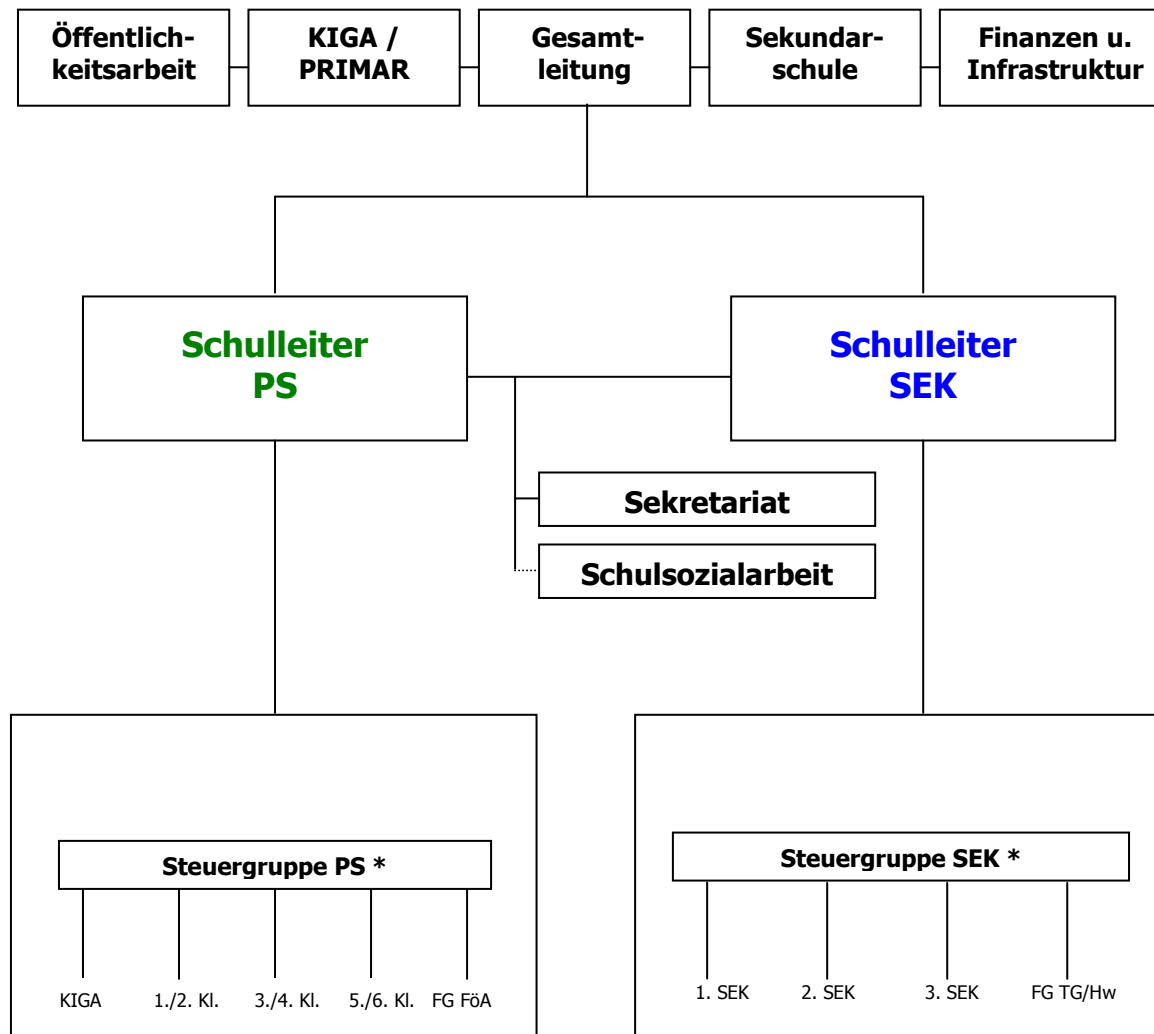 Öffentlich-
keitsarbeit
KIGA /
PRIMAR
Gesamt-
leitung
Sekundar-
schule
Finanzen u.
Infrastruktur
Schulleiter
PS
Schulleiter
SEK
Sekretariat
Schulsozialarbeit
Steuergruppe PS *
Steuergruppe SEK *
KIGA
1./2. Kl.
3./4. Kl.
5./6. Kl.
FG FöA
1. SEK
2. SEK
3. SEK
FG TG/Hw